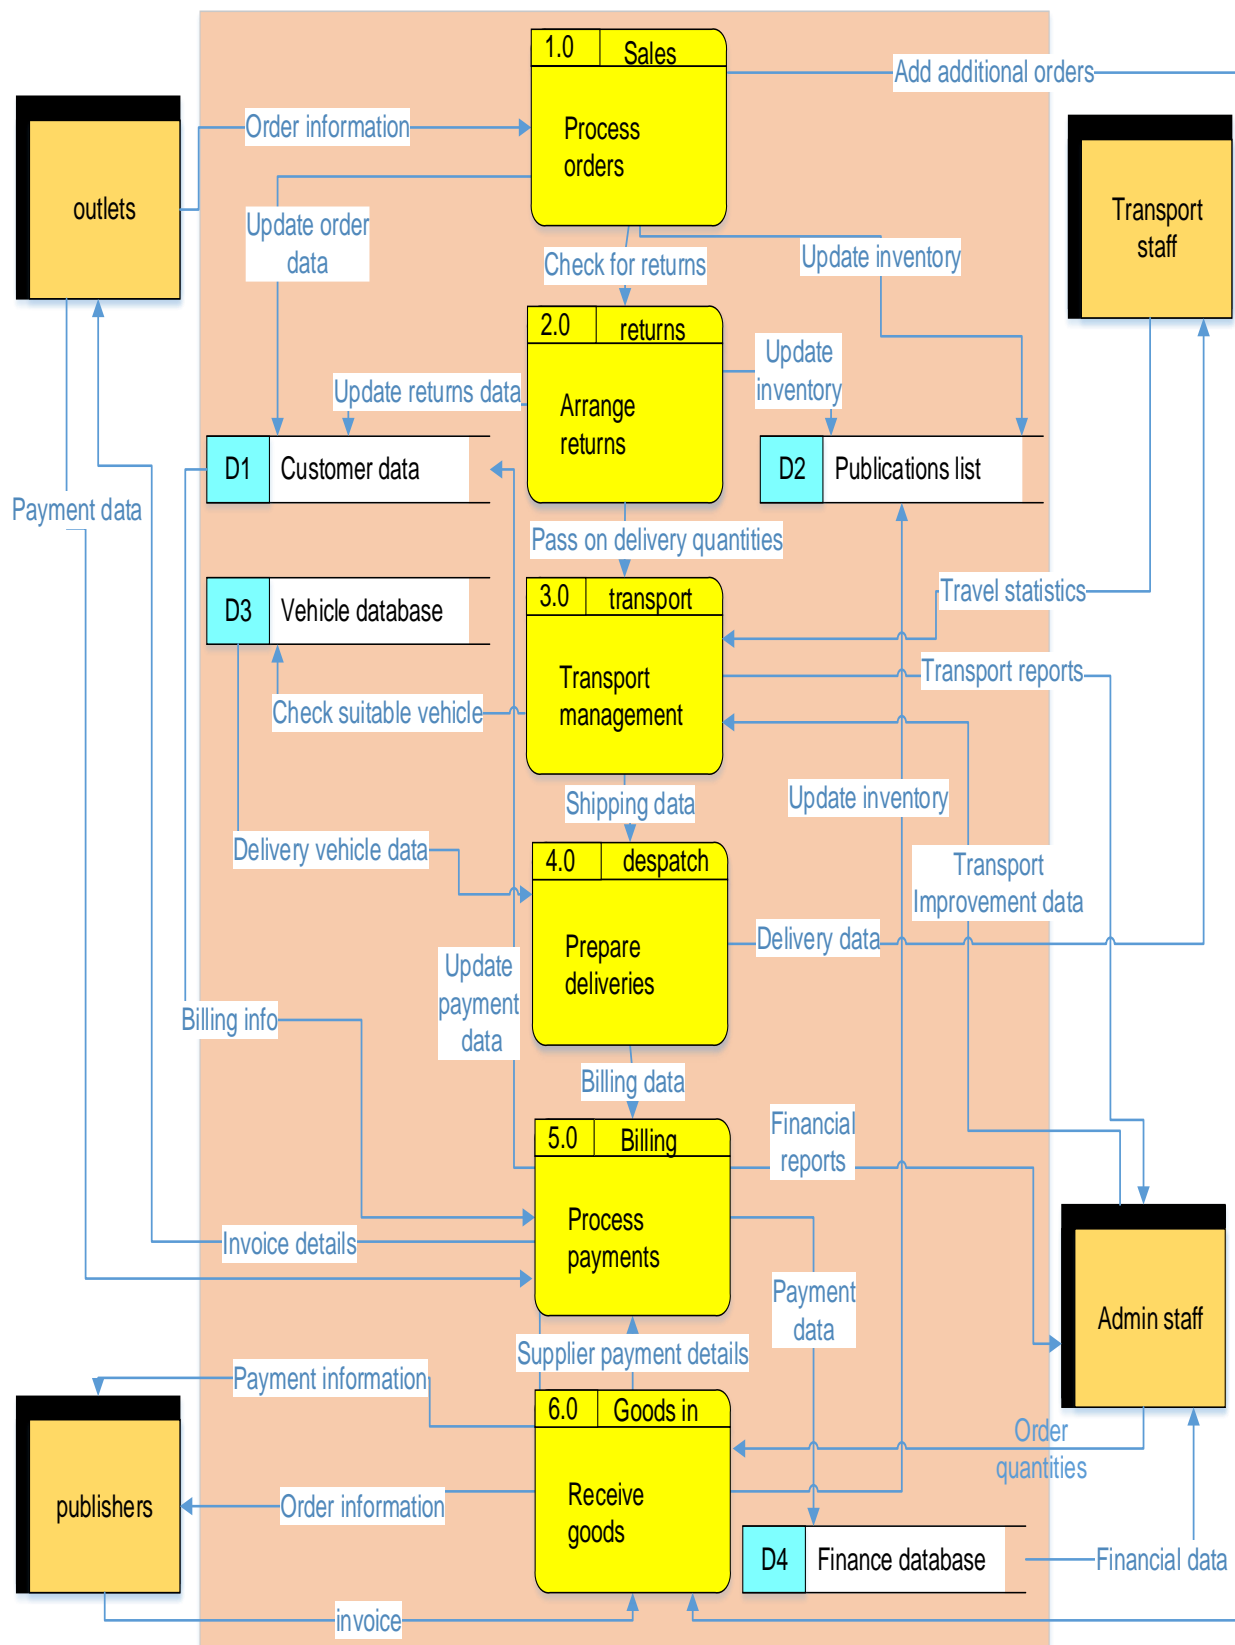 1.0 Sales
Add additional orders
Order information
Process
orders
outlets
Transport
staff
Update order
data
Check for returns
Update inventory
2.0 returns
Update
inventory
Update returns data
Arrange
returns
D1 Customer data
D2 Publications list
Payment data
Pass on delivery quantities
3.0 transport
Travel statistics
D3 Vehicle database
Transport reports
Transport
management
Check suitable vehicle
Shipping data
Update inventory
Delivery vehicle data
4.0 despatch
Transport
Improvement data
Delivery data
Prepare
deliveries
Update
payment
data
Billing info
Billing data
5.0 Billing
Financial
reports
Process
payments
Invoice details
Payment
data
Admin staff
Supplier payment details
Payment information
6.0 Goods in
Order
quantities
publishers
Order information
Receive
goods
D4 Finance database
Financial data
invoice